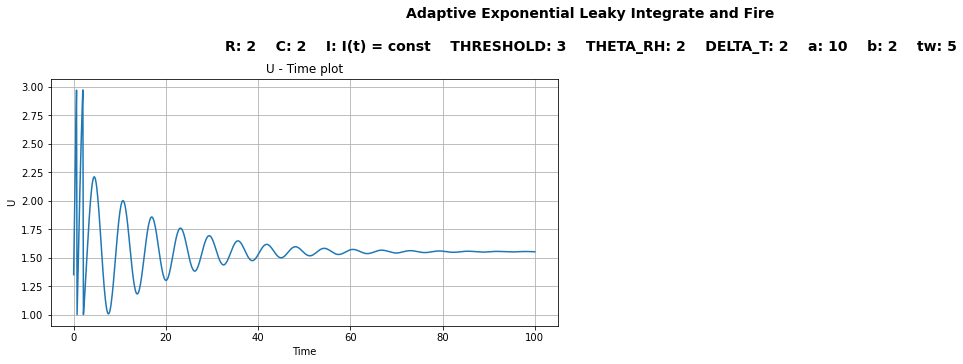 Adaptive Exponential Leaky Integrate and Fire
R: 2    C: 2    I: I(t) = const    THRESHOLD: 3    THETA_RH: 2    DELTA_T: 2    a: 10    b: 2    tw: 5
U - Time plot
3.00
2.75
2.50
2.25
2.00
1.75
1.50
1.25
1.00
U
0 20 40 60 80 100
Time